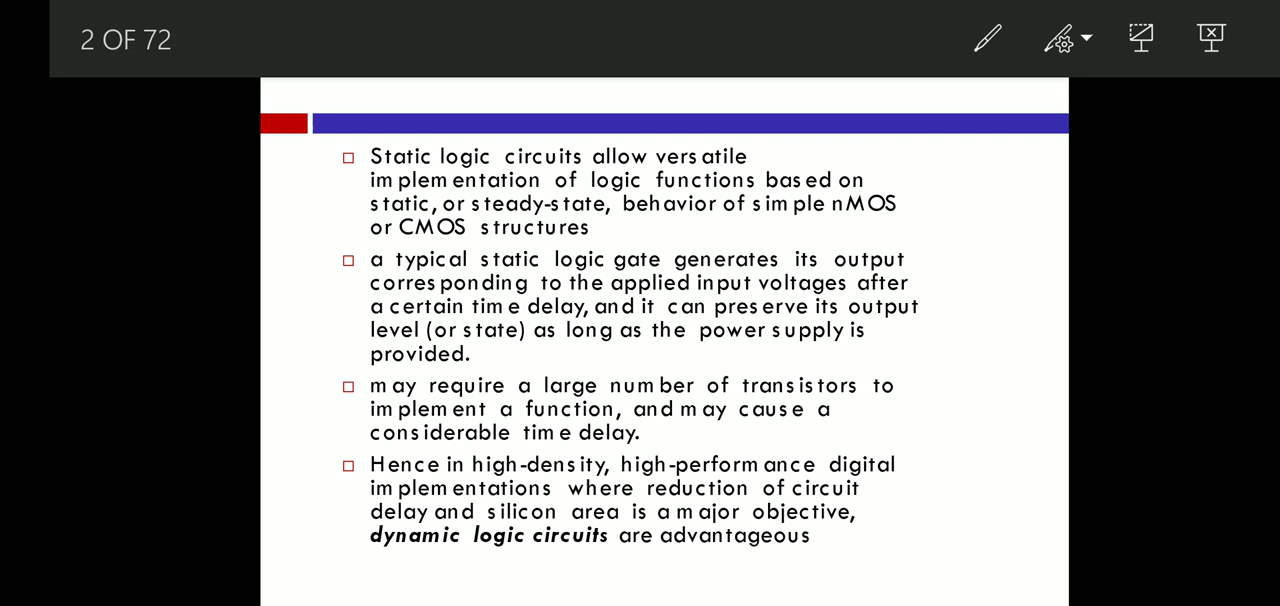 2 OF 72
Static logic circuits allow versatile
implementation of logic functions based on
static, or steady-state, behavior of simple nMOS
or CMOS structures
a typical static logic gate generates its output
corresponding to the applied input voltages after
a certain time delay, and it can preserve its output
level (or state) as long as the power supply is
provided.
may require a large number of transistors to
implement a function, and may cause a
considerable time delay.
Hence in high-density, high-performance digital
implementations where reduction of circuit
delay and silicon area is a major objective,
dynamic logic circuits are advantageous